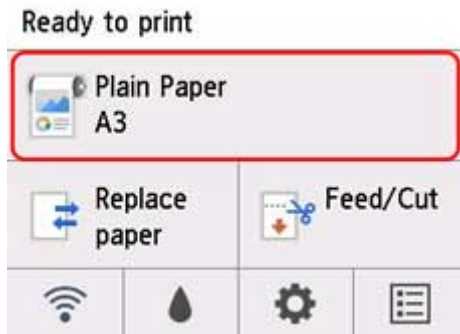 Ready to print
Plain Paper
A3
Replace
paper
Feed/Cut